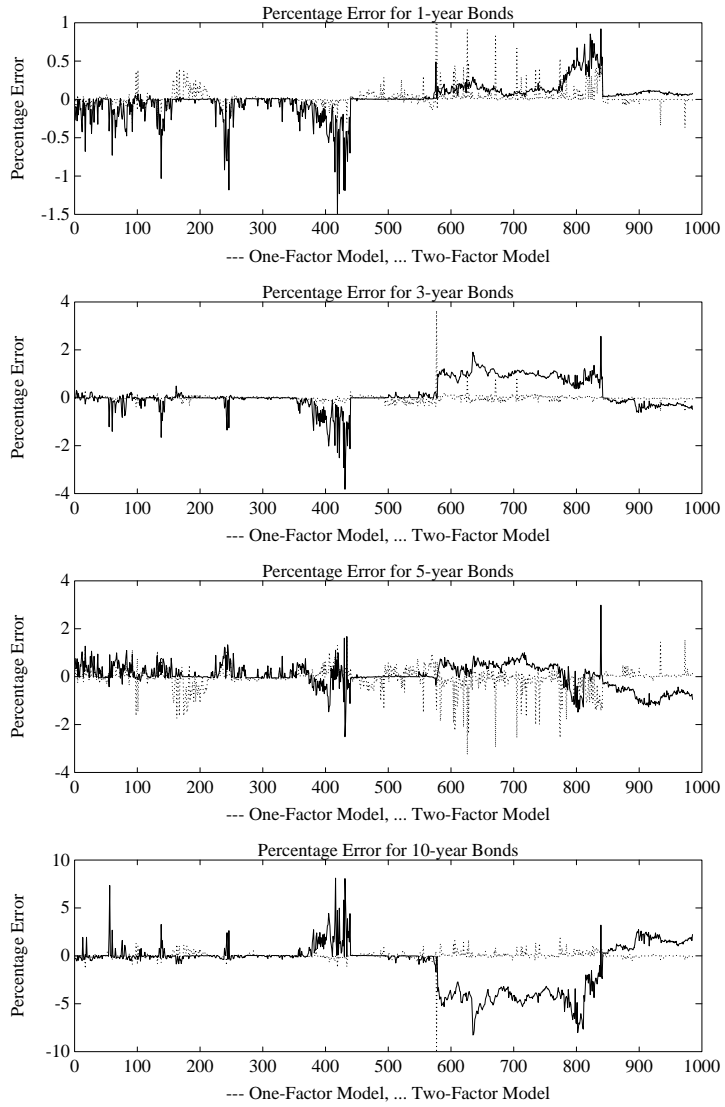 Percentage Error for 1-year Bonds
1
0.5
0
-0.5
-1
-1.5
Percentage Error
0 100 200 300 400 500 600 700 800 900 1000
--- One-Factor Model, ... Two-Factor Model
Percentage Error for 3-year Bonds
4
2
0
-2
-4
Percentage Error
0 100 200 300 400 500 600 700 800 900 1000
--- One-Factor Model, ... Two-Factor Model
Percentage Error for 5-year Bonds
4
2
0
-2
-4
Percentage Error
0 100 200 300 400 500 600 700 800 900 1000
--- One-Factor Model, ... Two-Factor Model
Percentage Error for 10-year Bonds
10
5
0
-5
-10
Percentage Error
0 100 200 300 400 500 600 700 800 900 1000
--- One-Factor Model, ... Two-Factor Model